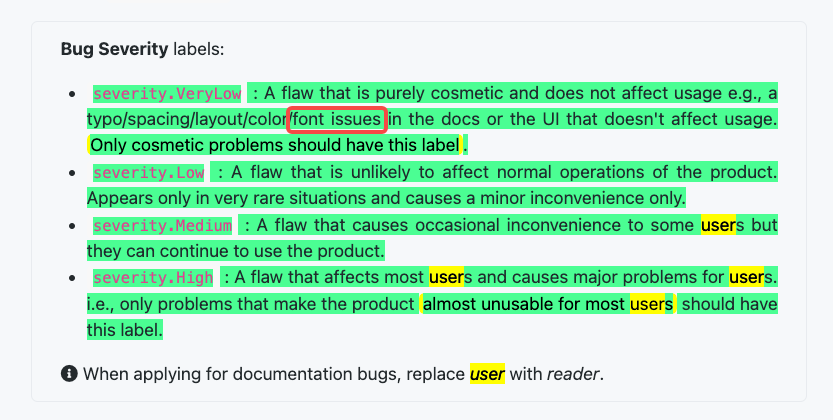 Bug Severity labels:
• severity.VeryLow : A flaw that is purely cosmetic and does not affect usage e.g., a
typo/spacing/layout/color/font issues in the docs or the UI that doesn't affect usage.
Only cosmetic problems should have this label.
• severity.Low : A flaw that is unlikely to affect normal operations of the product.
Appears only in very rare situations and causes a minor inconvenience only.
• severity.Medium : A flaw that causes occasional inconvenience to some users but
they can continue to use the product.
• severity.High : A flaw that affects most users and causes major problems for users.
i.e., only problems that make the product almost unusable for most users should have
this label.
When applying for documentation bugs, replace user with reader.